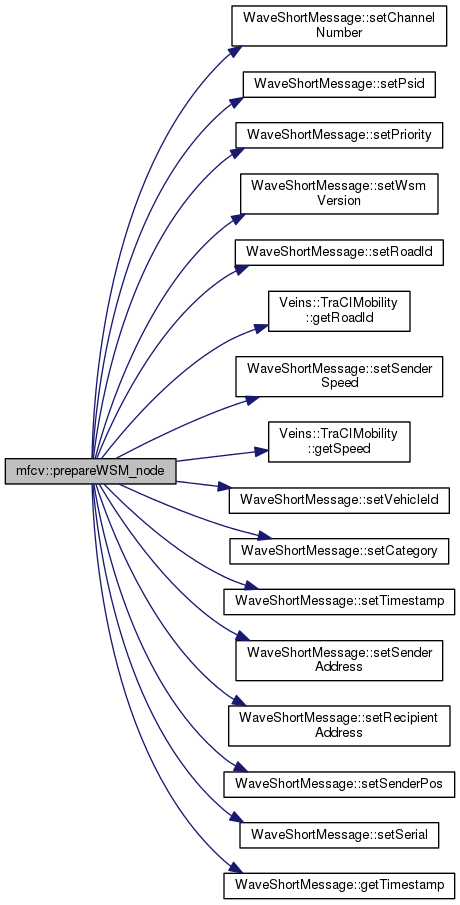 WaveShortMessage::setChannel
Number
WaveShortMessage::setPsid
WaveShortMessage::setPriority
WaveShortMessage::setWsm
Version
WaveShortMessage::setRoadId
Veins::TraCIMobility
::getRoadId
WaveShortMessage::setSender
Speed
Veins::TraCIMobility
::getSpeed
mfcv::prepareWSM_node
WaveShortMessage::setVehicleId
WaveShortMessage::setCategory
WaveShortMessage::setTimestamp
WaveShortMessage::setSender
Address
WaveShortMessage::setRecipient
Address
WaveShortMessage::setSenderPos
WaveShortMessage::setSerial
WaveShortMessage::getTimestamp